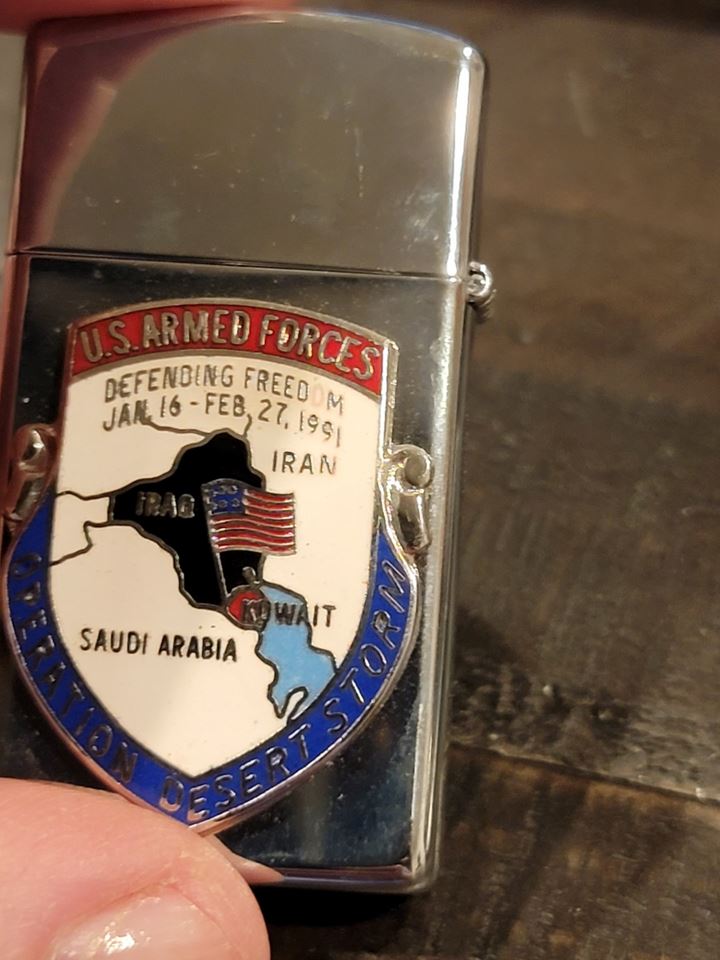 U.S. ARMED FORCES
DEFENDING FREEDOM
JAN. 16 - FEB. 27, 1991
IRAN
IRAQ
KUWAIT
SAUDI ARABIA
OPERATION DESERT STORM